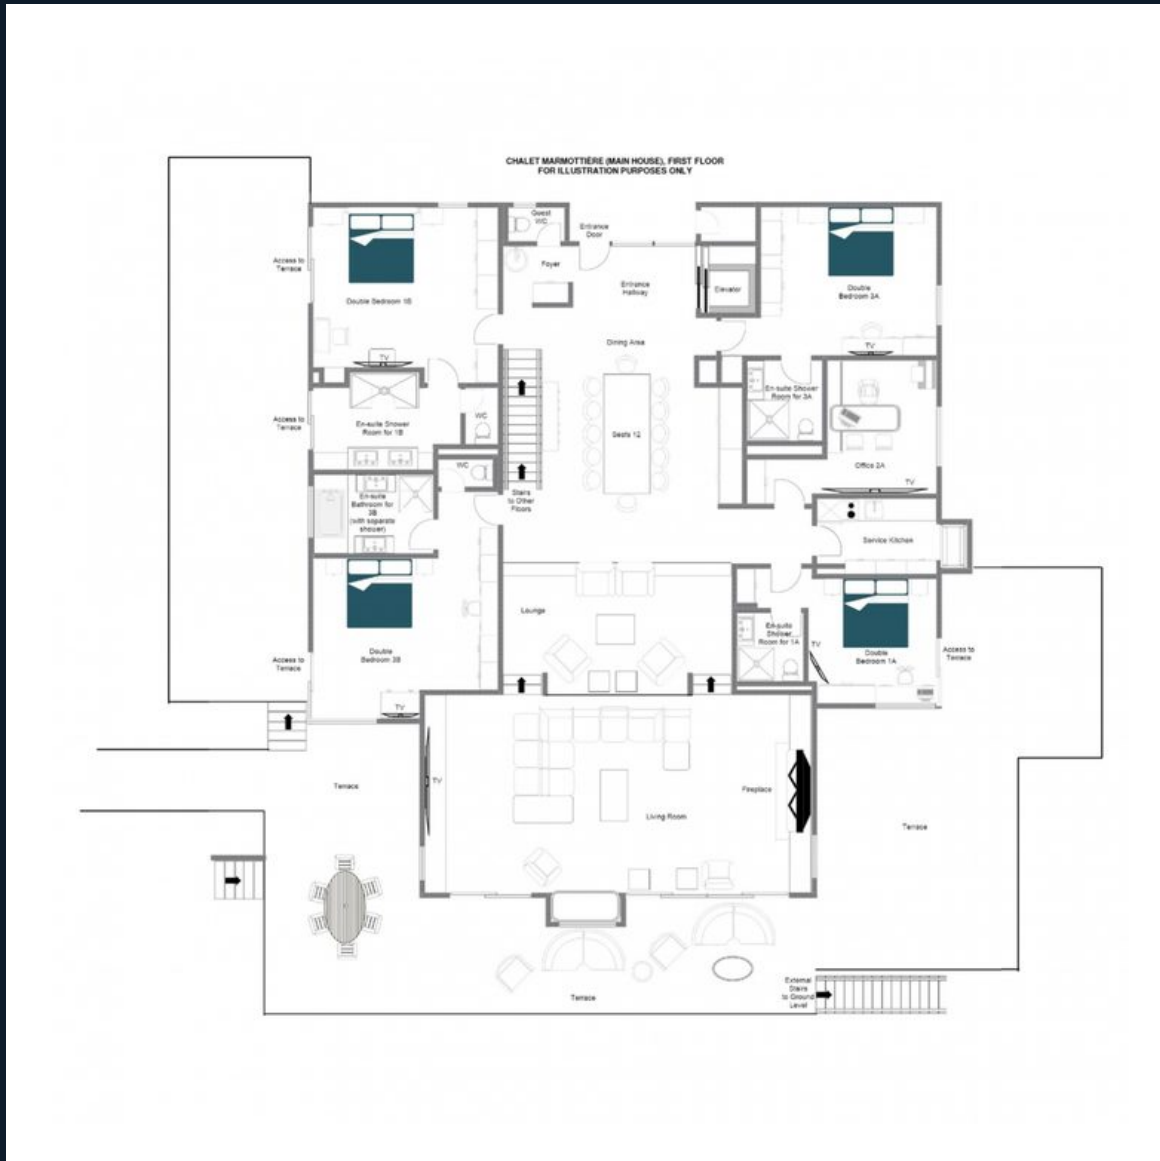 CHALET MARMOTTIÈRE (MAIN HOUSE), FIRST FLOOR
FOR ILLUSTRATION PURPOSES ONLY
Guest
WC
Entrance
Door
Foyer
Entrance
Hallway
Elevator
Access to
Terrace
Double Bedroom 1B
TV
Double
Bedroom 3A
TV
Dining Area
En-suite Shower
Room for 3A
Access to
Terrace
En-suite Shower
Room for 1B
WC
Seats 12
Office 2A
TV
WC
Stairs
to Other
Floors
En-suite
Bathroom for
3B
(with separate
shower)
Service Kitchen
Lounge
En-suite
Shower
Room for 1A
TV
Double
Bedroom 1A
Access to
Terrace
Double
Bedroom 3B
Access to
Terrace
TV
TV
Terrace
Fireplace
Living Room
Terrace
Terrace
External
Stairs
to Ground
Level